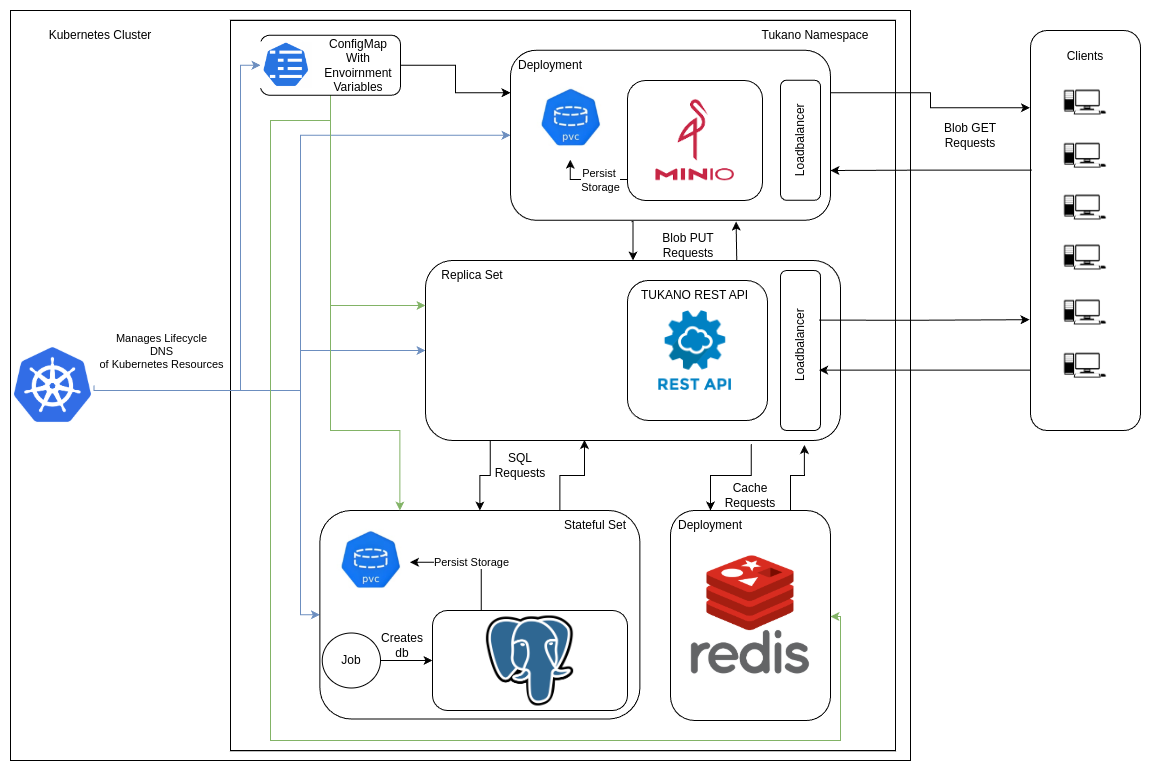 Kubernetes Cluster
Tukano Namespace
ConfigMap
With
Envoirnment
Variables
Clients
Deployment
pvc
MINIO
Loadbalancer
Persist
Storage
Blob GET
Requests
Blob PUT
Requests
Replica Set
TUKANO REST API
REST API
Loadbalancer
Manages Lifecycle
DNS
of Kubernetes Resources
SQL
Requests
Cache
Requests
Stateful Set
pvc
Persist Storage
Job
Creates
db
Deployment
redis